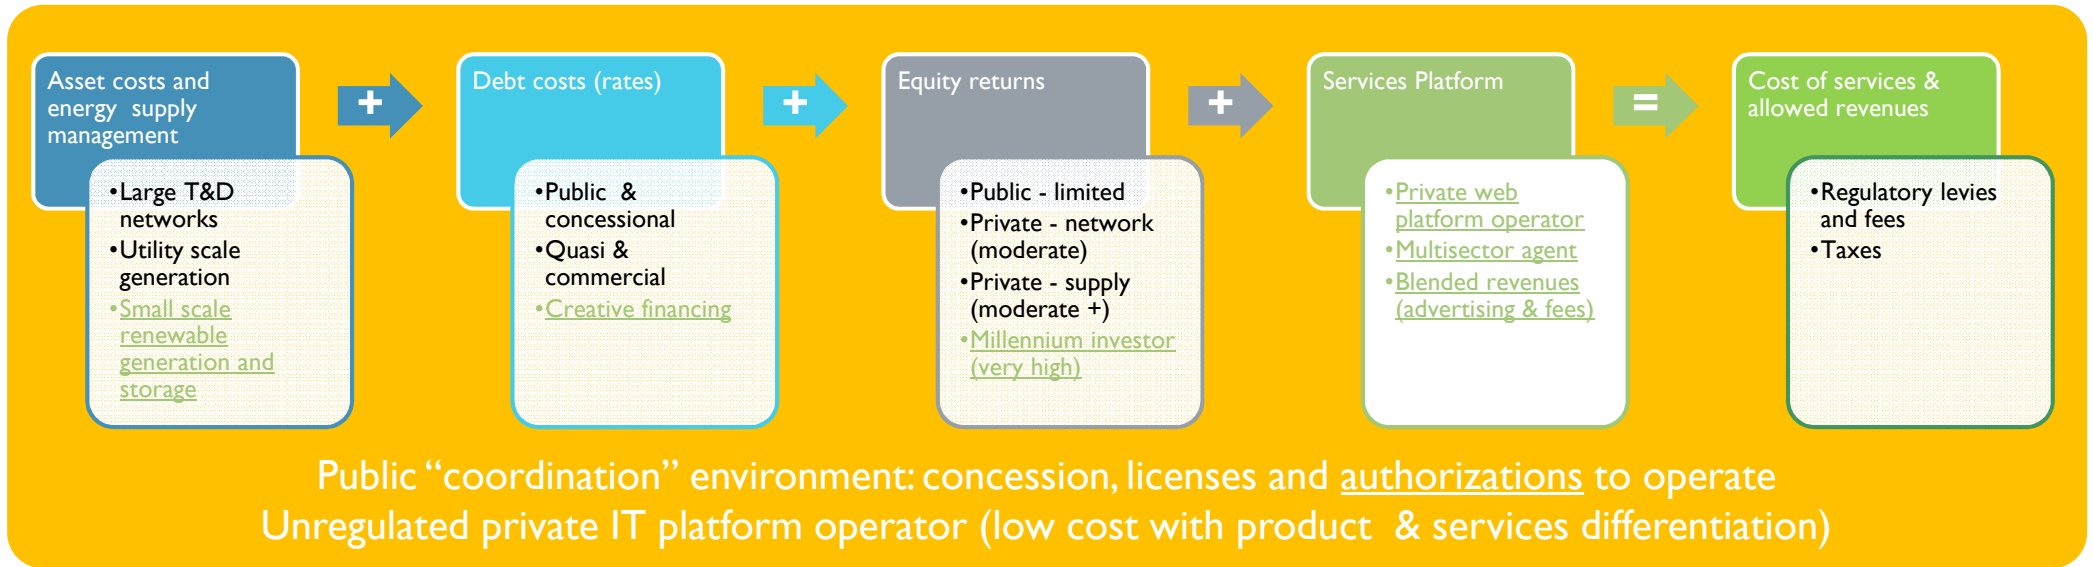 Asset costs and
energy  supply
management
•Large T&D
networks
•Utility scale
generation
•Small scale
renewable
generation and
storage
+
Debt costs (rates)
•Public  &
concessional
•Quasi &
commercial
•Creative financing
+
Equity returns
•Public - limited
•Private - network
(moderate)
•Private - supply
(moderate +)
•Millennium investor
(very high)
+
Services Platform
•Private web
platform operator
•Multisector agent
•Blended revenues
(advertising & fees)
=
Cost of services &
allowed revenues
•Regulatory levies
and fees
•Taxes
Public “coordination” environment: concession, licenses and authorizations to operate
Unregulated private IT platform operator (low cost with product  & services differentiation)